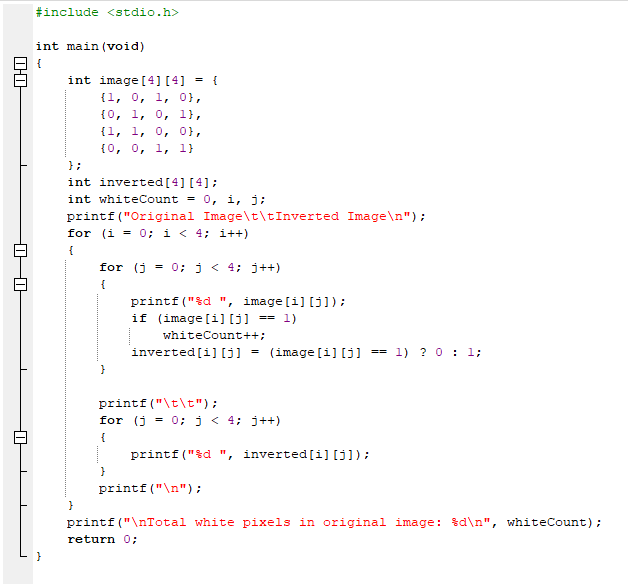 #include <stdio.h>

int main(void)
{
    int image[4][4] = {
        {1, 0, 1, 0},
        {0, 1, 0, 1},
        {1, 1, 0, 0},
        {0, 0, 1, 1}
    };
    int inverted[4][4];
    int whiteCount = 0, i, j;
    printf("Original Image\t\tInverted Image\n");
    for (i = 0; i < 4; i++)
    {
        for (j = 0; j < 4; j++)
        {
            printf("%d ", image[i][j]);
            if (image[i][j] == 1)
                whiteCount++;
            inverted[i][j] = (image[i][j] == 1) ? 0 : 1;
        }

        printf("\t\t");
        for (j = 0; j < 4; j++)
        {
            printf("%d ", inverted[i][j]);
        }
        printf("\n");
    }
    printf("\nTotal white pixels in original image: %d\n", whiteCount);
    return 0;
}